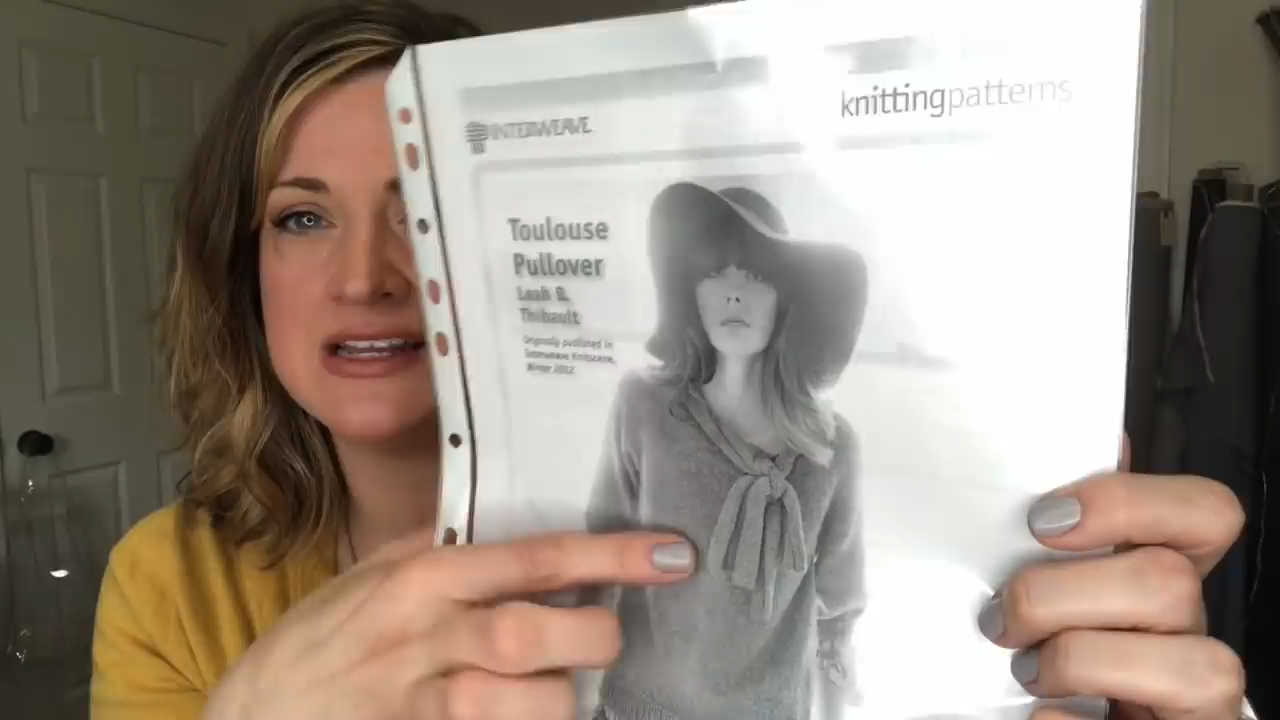 INTERWEAVE
knittingpatterns
Toulouse
Pullover
Leah B.
Thibault
Originally published in
Interweave Knitscene,
Winter 2012